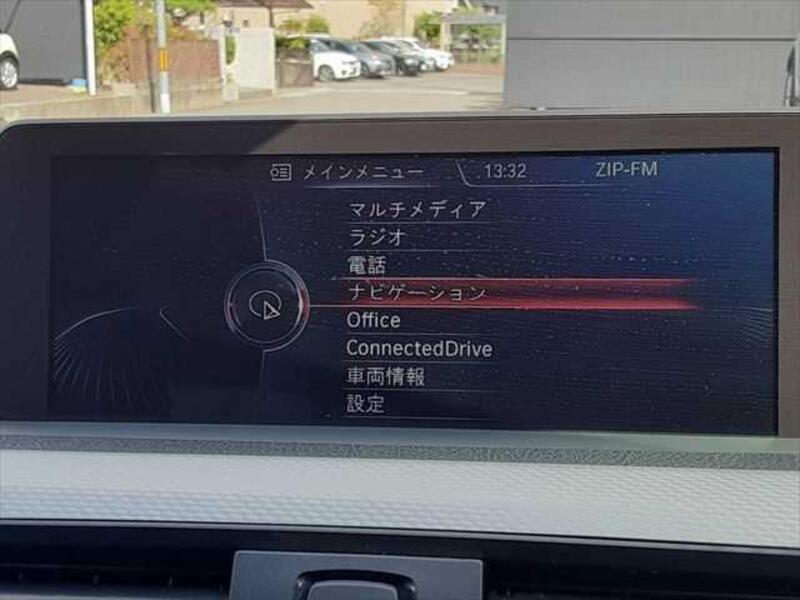 メインメニュー 13:32 ZIP-FM
マルチメディア
ラジオ
電話
ナビゲーション
Office
ConnectedDrive
車両情報
設定